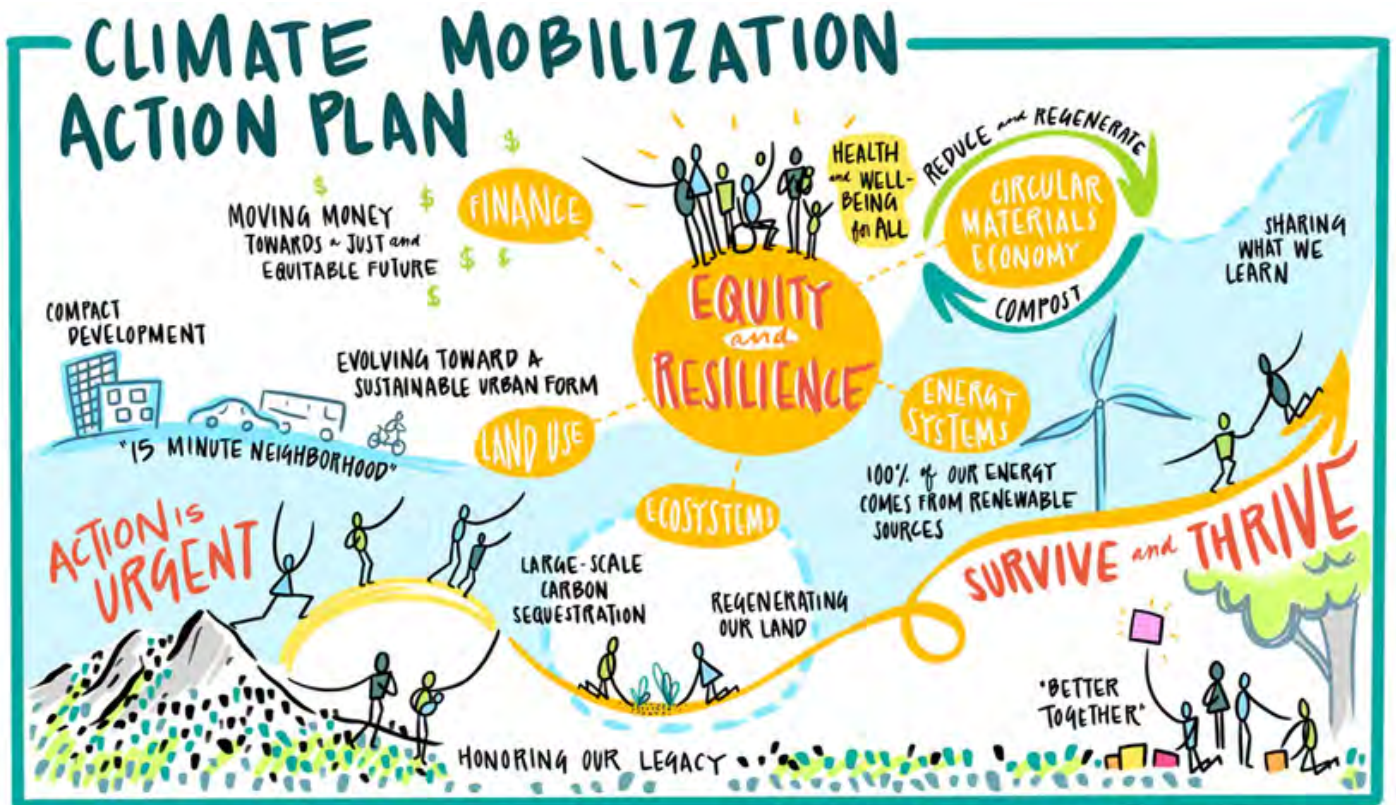 CLIMATE MOBILIZATION
ACTION PLAN
FINANCE
MOVING MONEY
TOWARDS a JUST and
EQUITABLE FUTURE
$
$
$
$
$
$
HEALTH
and WELL-
BEING
for ALL
REDUCE and REGENERATE
CIRCULAR
MATERIALS
ECONOMY
COMPOST
SHARING
WHAT WE
LEARN
EQUITY
and
RESILIENCE
COMPACT
DEVELOPMENT
EVOLVING TOWARD A
SUSTAINABLE URBAN FORM
LAND USE
"15 MINUTE NEIGHBORHOOD"
ENERGY
SYSTEMS
100% of OUR ENERGY
COMES FROM RENEWABLE
SOURCES
ECOSYSTEMS
ACTION IS
URGENT
LARGE-SCALE
CARBON
SEQUESTRATION
REGENERATING
OUR LAND
SURVIVE and THRIVE
"BETTER
TOGETHER"
HONORING OUR LEGACY